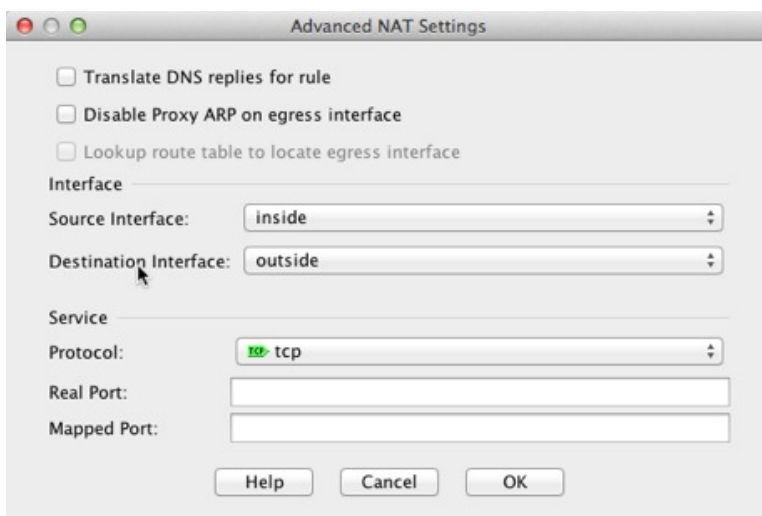 Advanced NAT Settings
Translate DNS replies for rule
Disable Proxy ARP on egress interface
Lookup route table to locate egress interface
Interface
Source Interface: inside
Destination Interface: outside
Service
Protocol: TCP tcp
Real Port:
Mapped Port:
Help Cancel OK